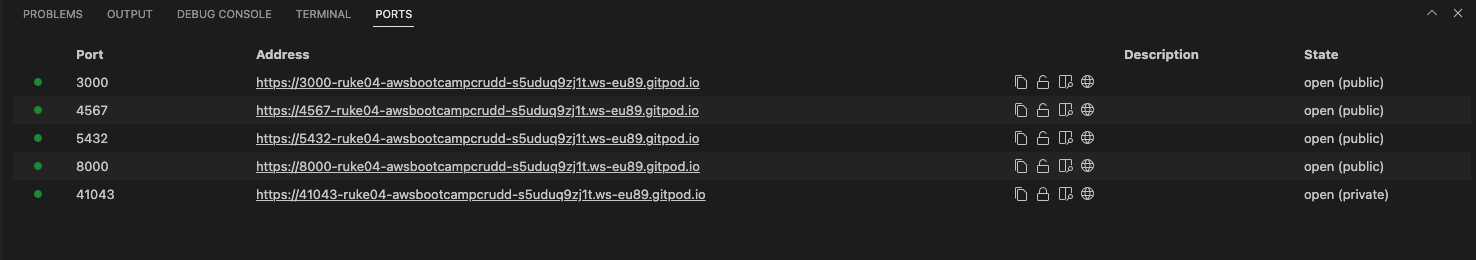 PROBLEMS OUTPUT DEBUG CONSOLE TERMINAL PORTS
Port Address Description State
3000 https://3000-ruke04-awsbootcampcrudd-s5uduq9zj1t.ws-eu89.gitpod.io open (public)
4567 https://4567-ruke04-awsbootcampcrudd-s5uduq9zj1t.ws-eu89.gitpod.io open (public)
5432 https://5432-ruke04-awsbootcampcrudd-s5uduq9zj1t.ws-eu89.gitpod.io open (public)
8000 https://8000-ruke04-awsbootcampcrudd-s5uduq9zj1t.ws-eu89.gitpod.io open (public)
41043 https://41043-ruke04-awsbootcampcrudd-s5uduq9zj1t.ws-eu89.gitpod.io open (private)